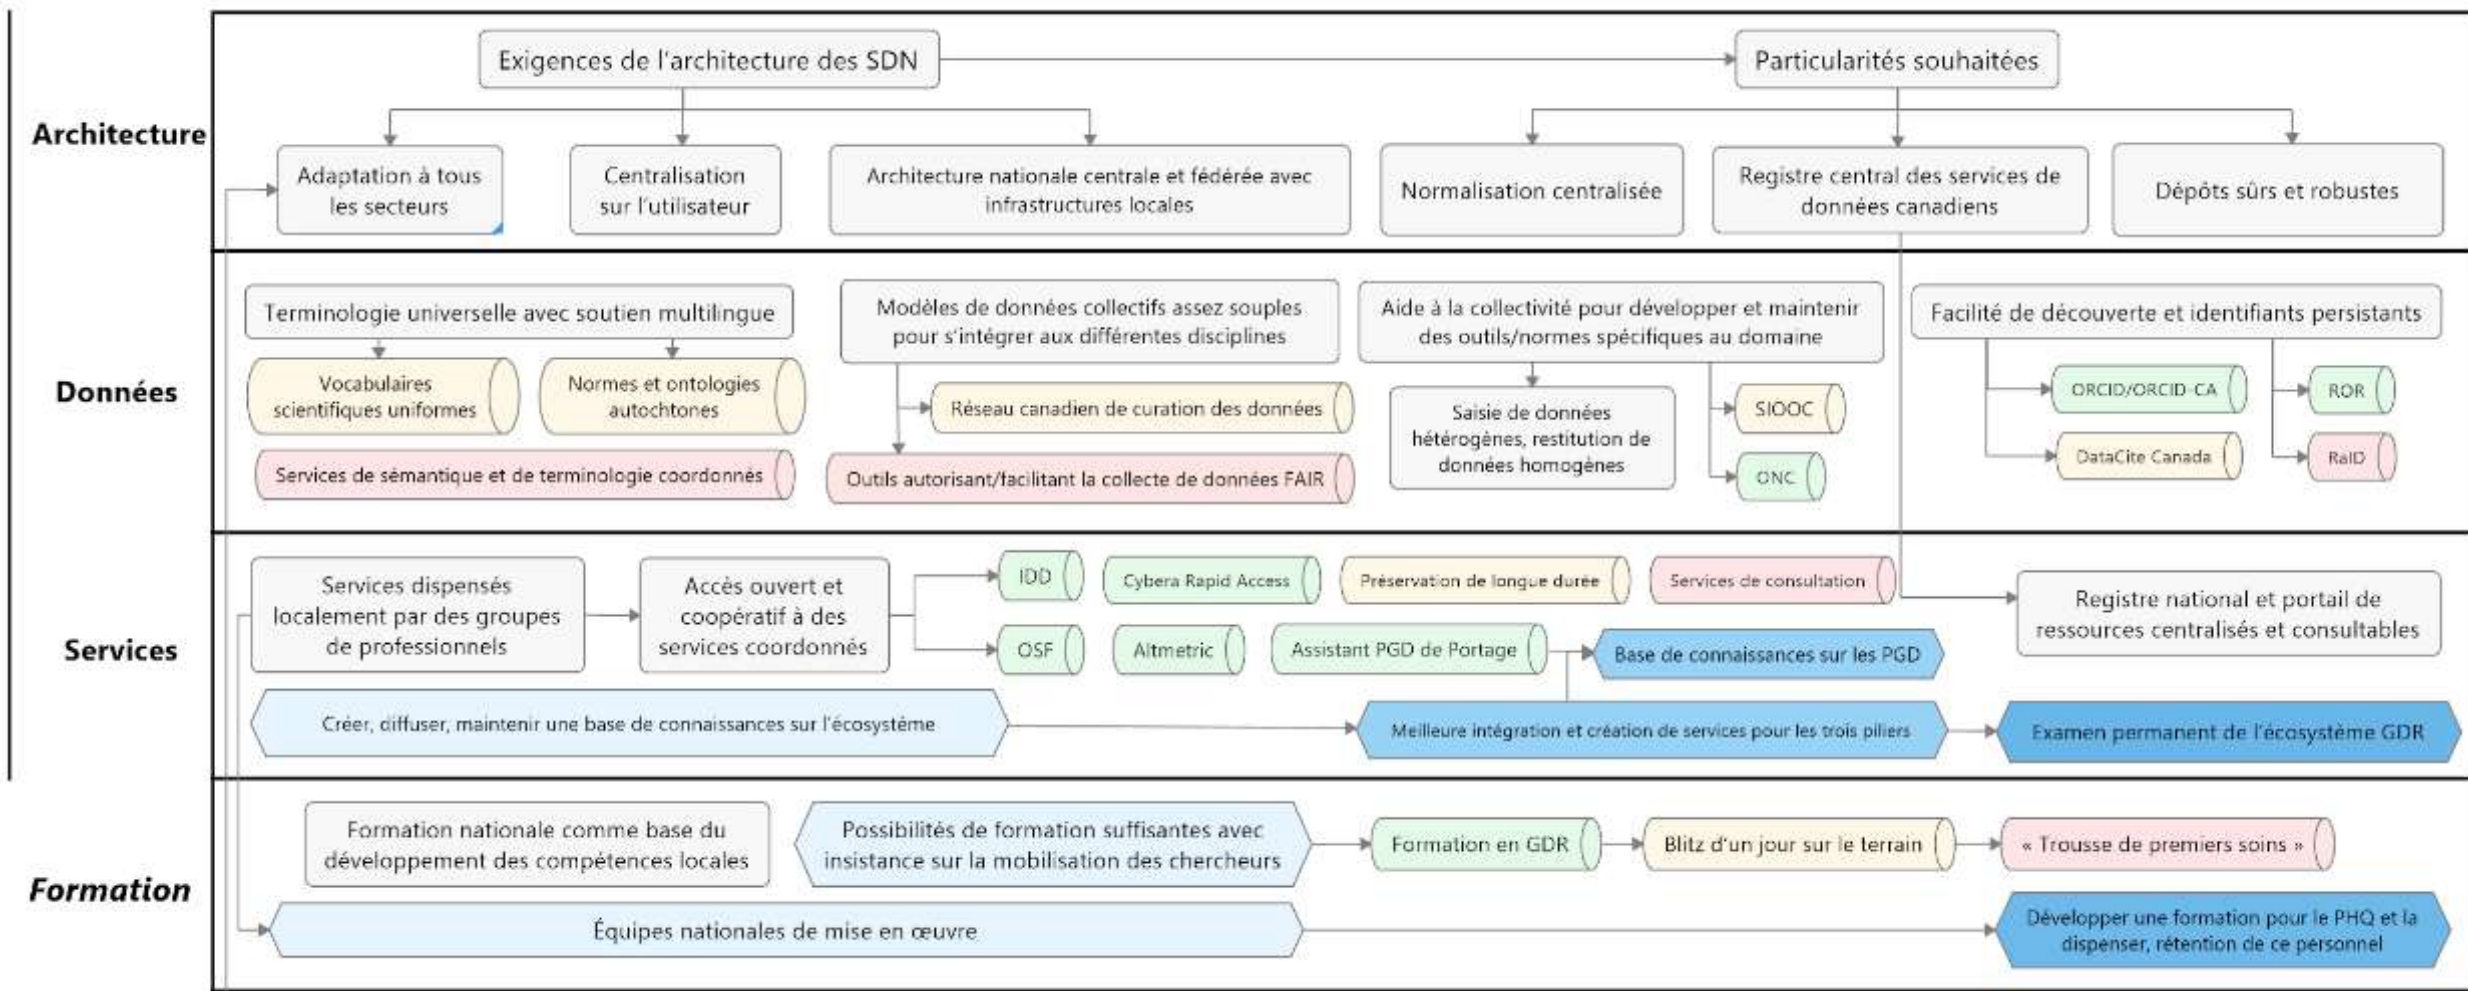 Architecture
Exigences de l'architecture des SDN
Particularités souhaitées
Adaptation à tous
les secteurs
Centralisation
sur l'utilisateur
Architecture nationale centrale et fédérée avec
infrastructures locales
Normalisation centralisée
Registre central des services de
données canadiens
Dépôts sûrs et robustes
Données
Terminologie universelle avec soutien multilingue
Vocabulaires
scientifiques uniformes
Normes et ontologies
autochtones
Services de sémantique et de terminologie coordonnés
Modèles de données collectifs assez souples
pour s'intégrer aux différentes disciplines
Réseau canadien de curation des données
Outils autorisant/facilitant la collecte de données FAIR
Aide à la collectivité pour développer et maintenir
des outils/normes spécifiques au domaine
Saisie de données
hétérogènes, restitution de
données homogènes
SIOOC
ONC
Facilité de découverte et identifiants persistants
ORCID/ORCID-CA
ROR
DataCite Canada
RaID
Services
Services dispensés
localement par des groupes
de professionnels
Accès ouvert et
coopératif à des
services coordonnés
IDD
Cybera Rapid Access
Préservation de longue durée
Services de consultation
OSF
Altmetric
Assistant PGD de Portage
Base de connaissances sur les PGD
Registre national et portail de
ressources centralisés et consultables
Créer, diffuser, maintenir une base de connaissances sur l'écosystème
Meilleure intégration et création de services pour les trois piliers
Examen permanent de l'écosystème GDR
Formation
Formation nationale comme base du
développement des compétences locales
Possibilités de formation suffisantes avec
insistance sur la mobilisation des chercheurs
Formation en GDR
Blitz d'un jour sur le terrain
« Trousse de premiers soins »
Équipes nationales de mise en œuvre
Développer une formation pour le PHQ et la
dispenser, rétention de ce personnel